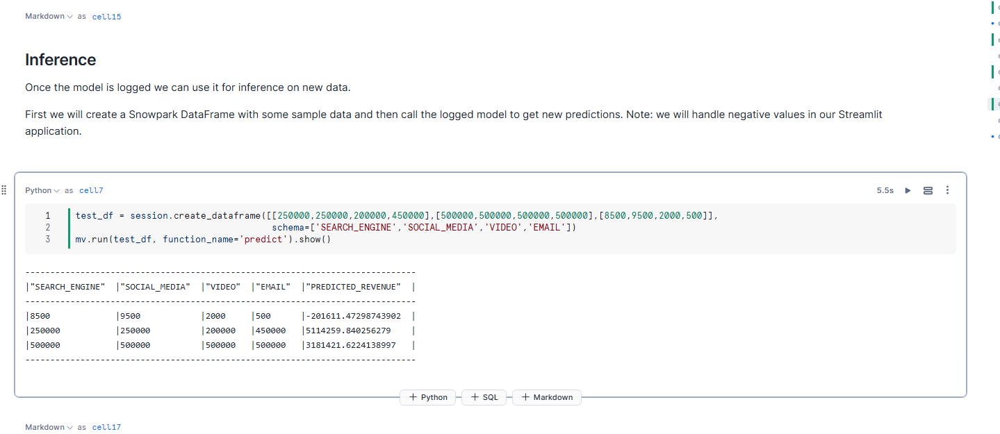 Markdown as cell15
Inference
Once the model is logged we can use it for inference on new data.
First we will create a Snowpark DataFrame with some sample data and then call the logged model to get new predictions. Note: we will handle negative values in our Streamlit
application.
Python as cell7 5.5s
1 test_df = session.create_dataframe([[250000,250000,200000,450000],[500000,500000,500000,500000],[8500,9500,2000,500]],
2 schema=['SEARCH_ENGINE','SOCIAL_MEDIA','VIDEO','EMAIL'])
3 mv.run(test_df, function_name='predict').show()
------------------------------------------------------------------------------
|"SEARCH_ENGINE" |"SOCIAL_MEDIA" |"VIDEO" |"EMAIL" |"PREDICTED_REVENUE" |
------------------------------------------------------------------------------
|8500 |9500 |2000 |500 |-201611.47298743902 |
|250000 |250000 |200000 |450000 |5114259.840256279 |
|500000 |500000 |500000 |500000 |3181421.6224138997 |
------------------------------------------------------------------------------
+ Python + SQL + Markdown
Markdown as cell17